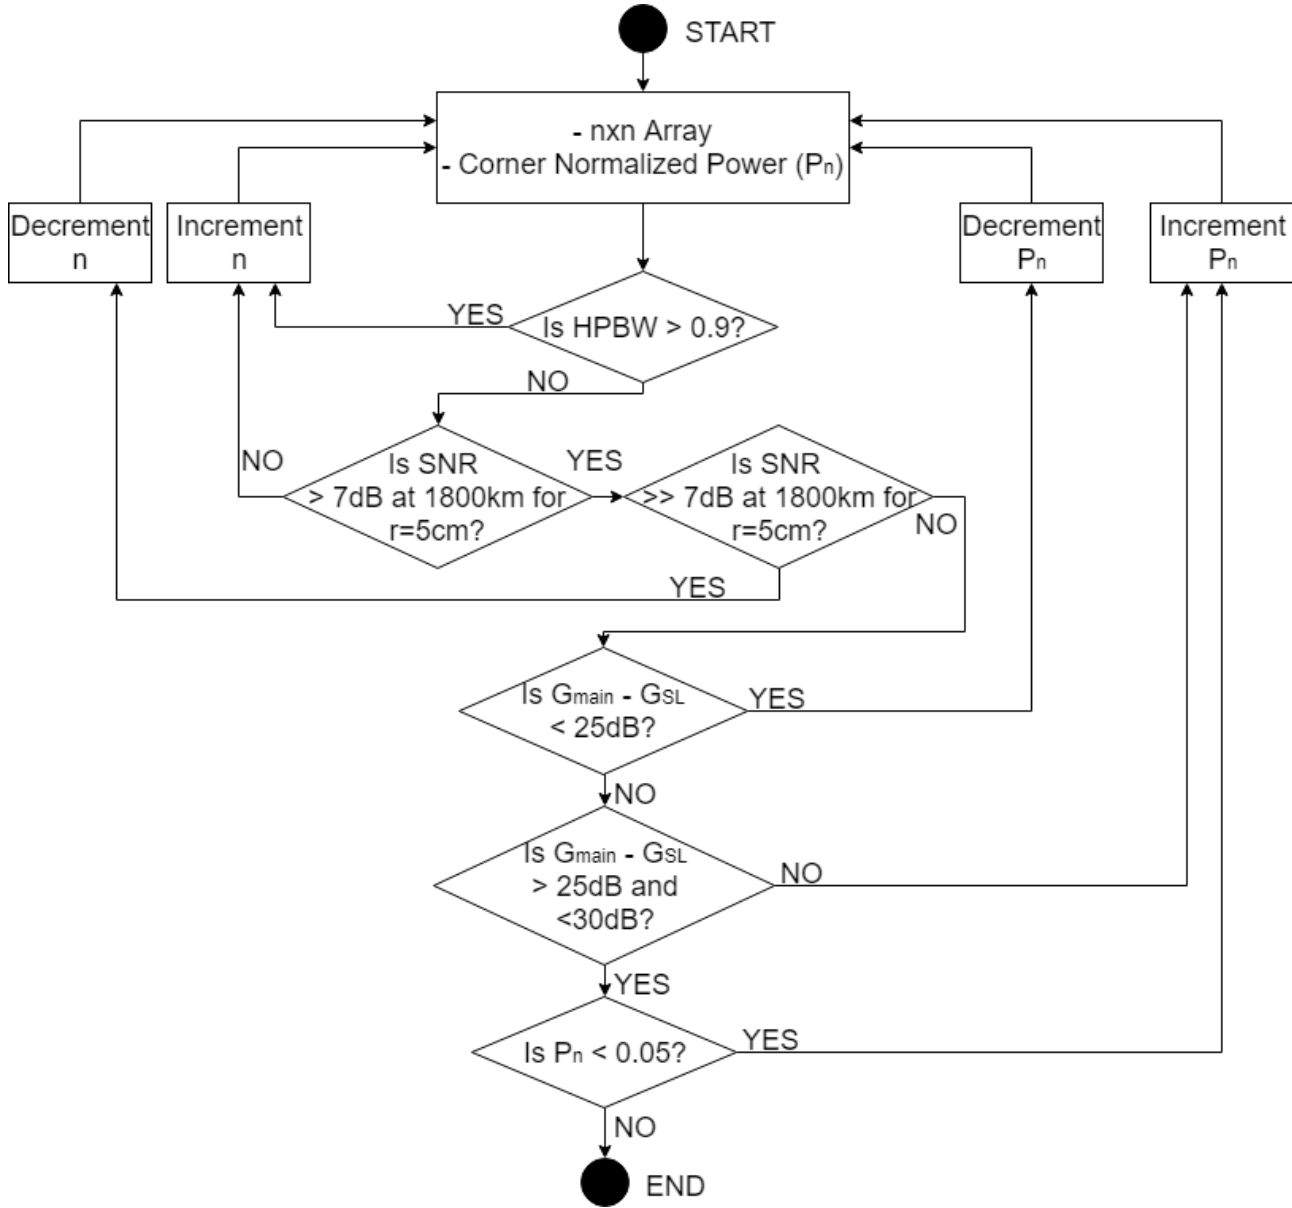 START
- nxn Array
- Corner Normalized Power (Pn)
Decrement
n
Increment
n
Decrement
Pn
Increment
Pn
YES
Is HPBW > 0.9?
NO
NO
Is SNR
> 7dB at 1800km for
r=5cm?
YES
Is SNR
>> 7dB at 1800km for
r=5cm?
NO
YES
Is Gmain - GSL
< 25dB?
YES
NO
Is Gmain - GSL
> 25dB and
<30dB?
NO
YES
Is Pn < 0.05?
YES
NO
END